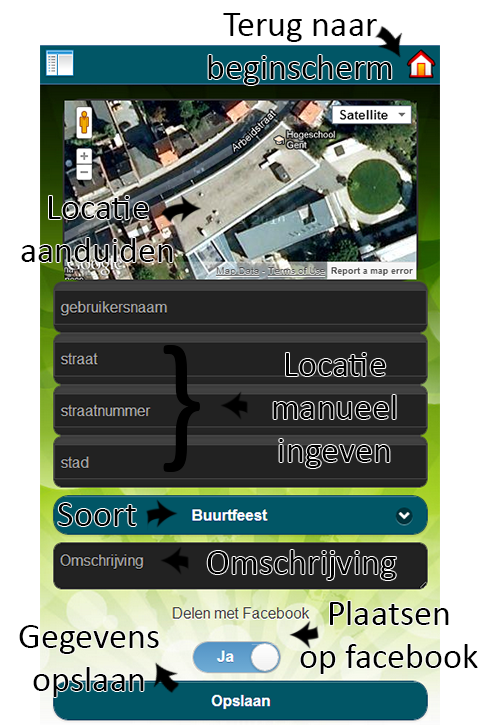 Terug naar
beginscherm
Satellite
Arbeidstraat
Hogeschool
Gent
Locatie
aanduiden
Map Data - Terms of Use
Report a map error
gebruikersnaam
straat
straatnummer
stad
Locatie
manueel
ingeven
Soort
Buurtfeest
Omschrijving
Omschrijving
Delen met Facebook
Plaatsen
op facebook
Ja
Gegevens
opslaan
Opslaan